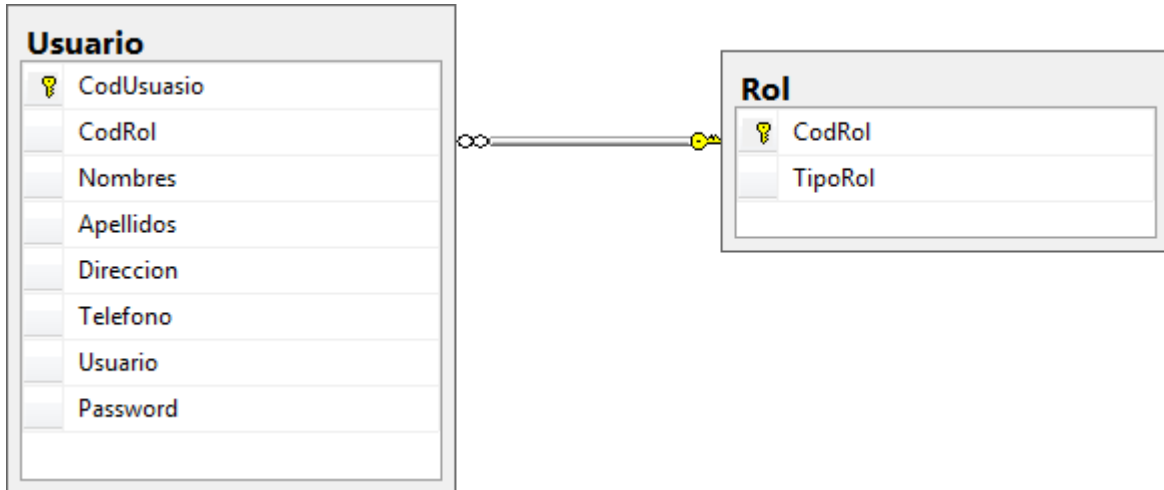 Usuario
CodUsuasio
CodRol
Nombres
Apellidos
Direccion
Telefono
Usuario
Password
Rol
CodRol
TipoRol